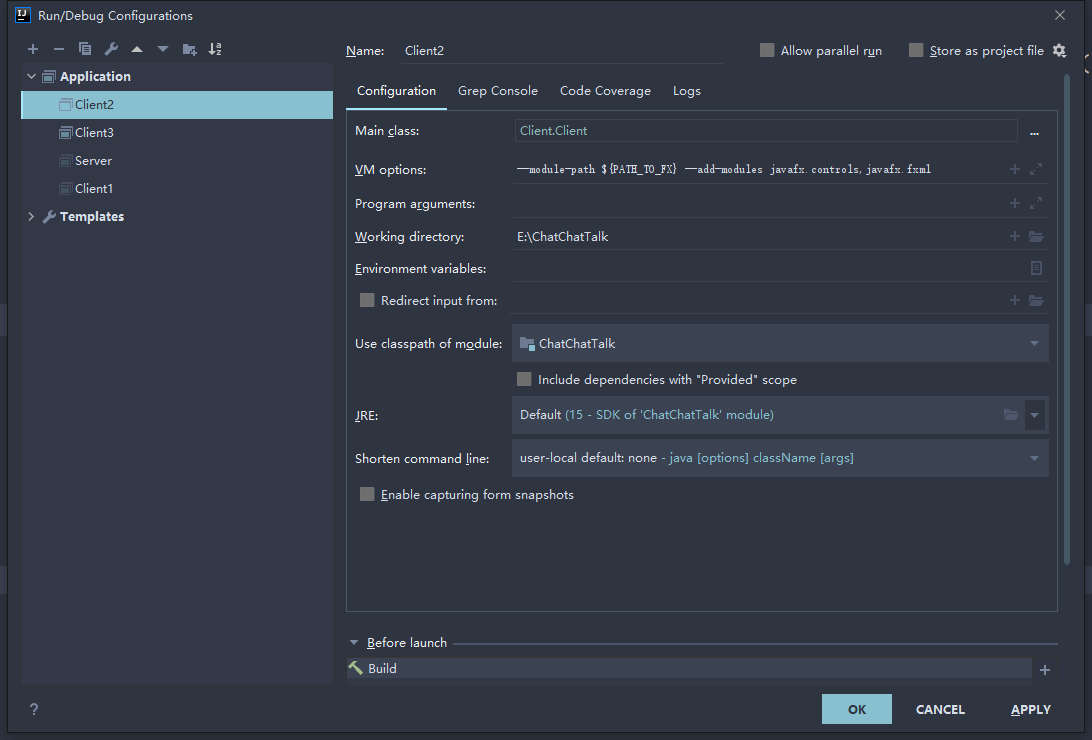 IJ Run/Debug Configurations
Name: Client2 Allow parallel run Store as project file
Application
Client2
Client3
Server
Client1
Templates
Configuration Grep Console Code Coverage Logs
Main class: Client.Client ...
VM options: --module-path ${PATH_TO_FX} --add-modules javafx.controls,javafx.fxml
Program arguments:
Working directory: E:\ChatChatTalk
Environment variables:
Redirect input from:
Use classpath of module: ChatChatTalk
Include dependencies with "Provided" scope
JRE: Default (15 - SDK of 'ChatChatTalk' module)
Shorten command line: user-local default: none - java [options] className [args]
Enable capturing form snapshots
Before launch
Build
? OK CANCEL APPLY